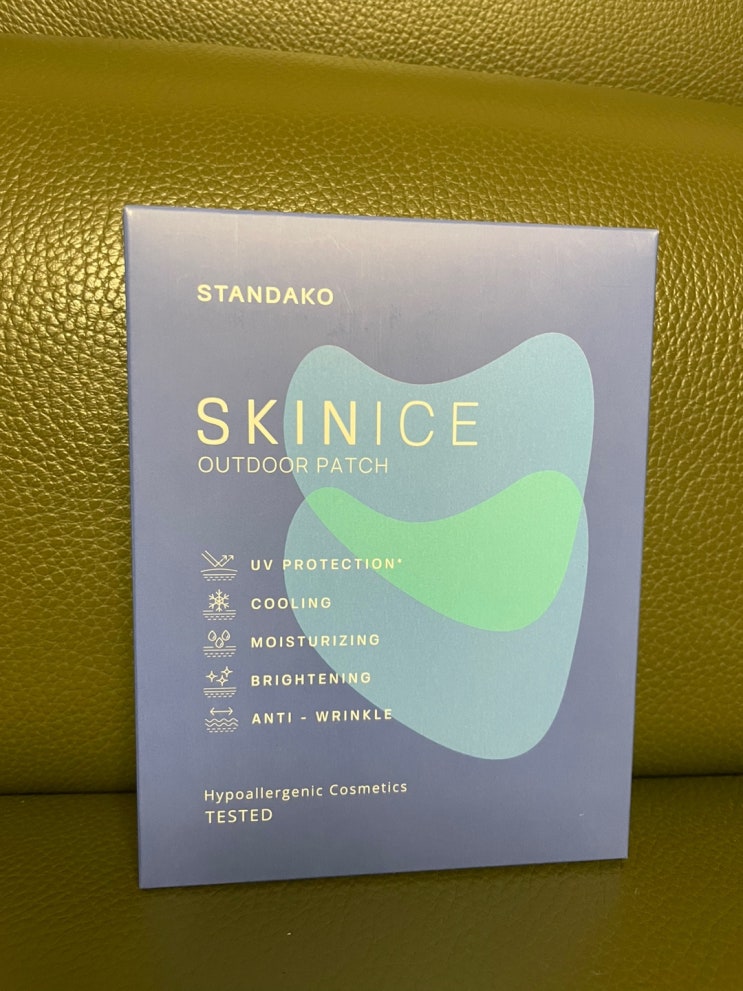 STANDAKO
SKINICE
OUTDOOR PATCH
UV PROTECTION*
COOLING
MOISTURIZING
BRIGHTENING
ANTI - WRINKLE
Hypoallergenic Cosmetics
TESTED